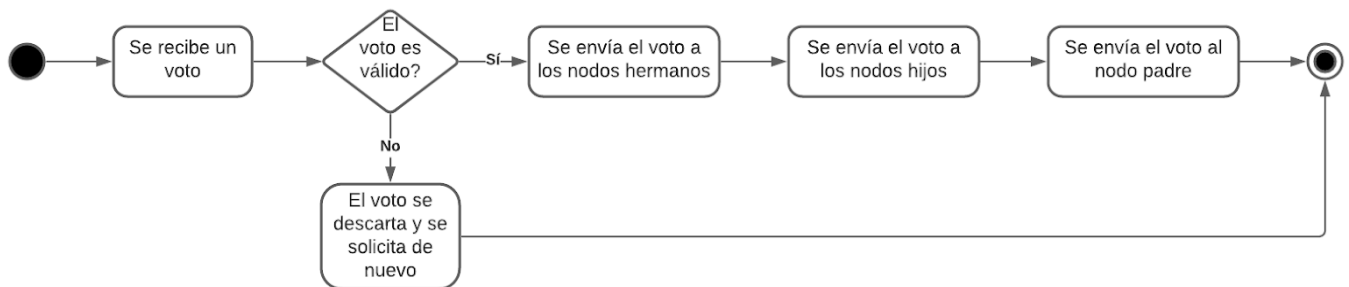 Se recibe un
voto
El
voto es
válido?
Sí
Se envía el voto a
los nodos hermanos
Se envía el voto a
los nodos hijos
Se envía el voto al
nodo padre
No
El voto se
descarta y se
solicita de
nuevo